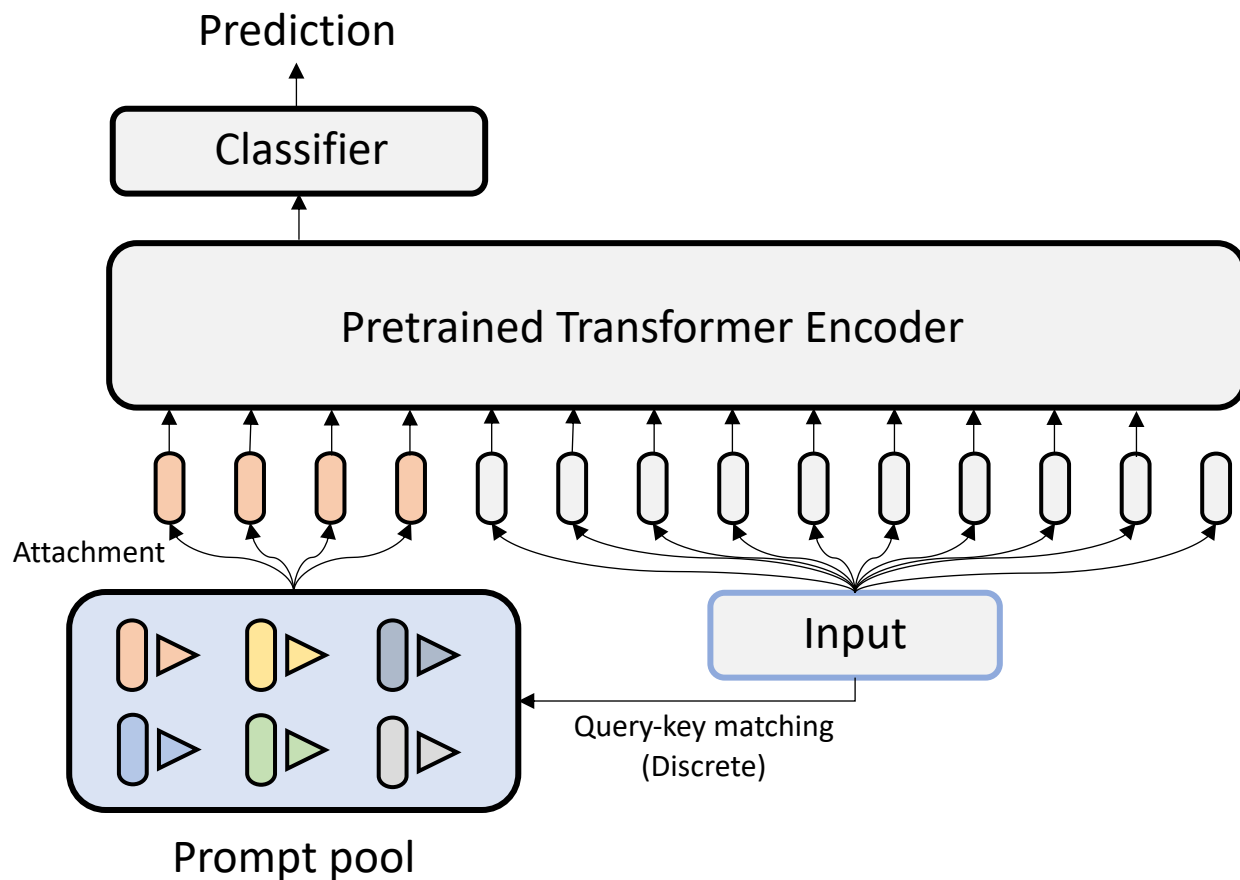 Prediction
Classifier
Pretrained Transformer Encoder
Attachment
Input
Query-key matching
(Discrete)
Prompt pool